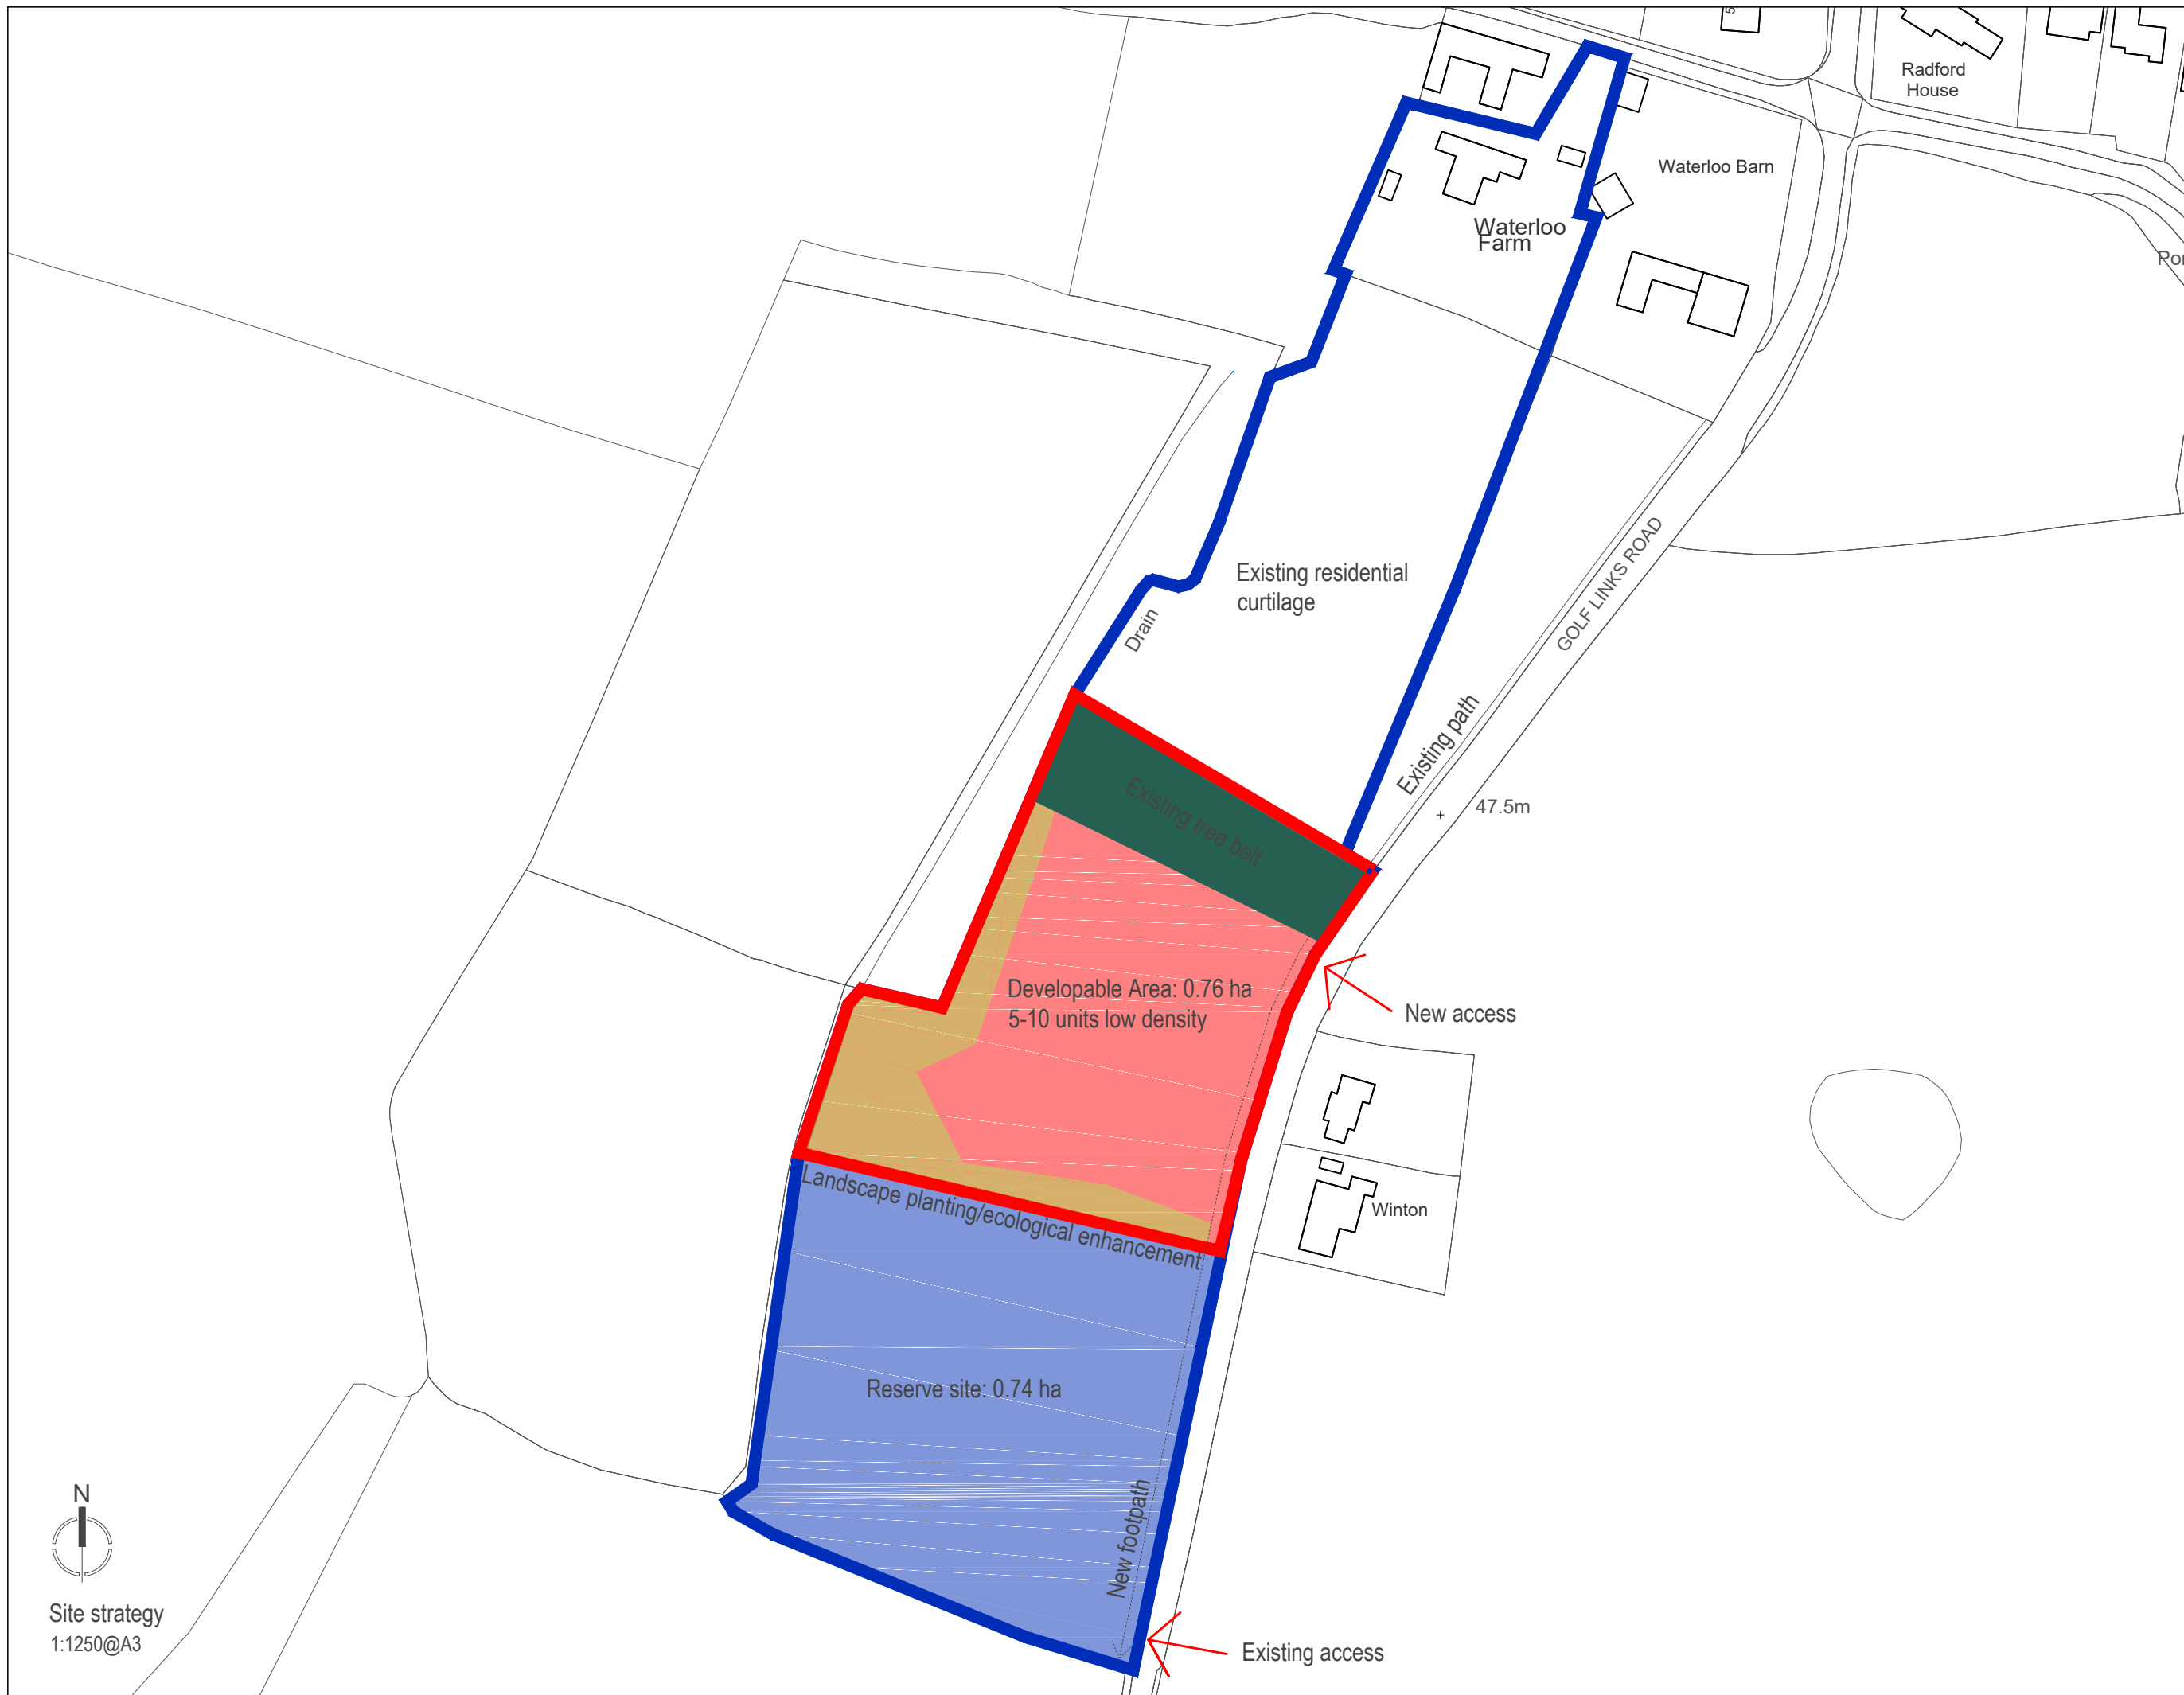 Radford
House
Waterloo Barn
Waterloo
Farm
Existing residential
curtilage
Drain
GOLF LINKS ROAD
Existing path
47.5m
Existing tree belt
Developable Area: 0.76 ha
5-10 units low density
New access
Landscape planting/ecological enhancement
Winton
Reserve site: 0.74 ha
New footpath
Existing access
N
Site strategy
1:1250@A3